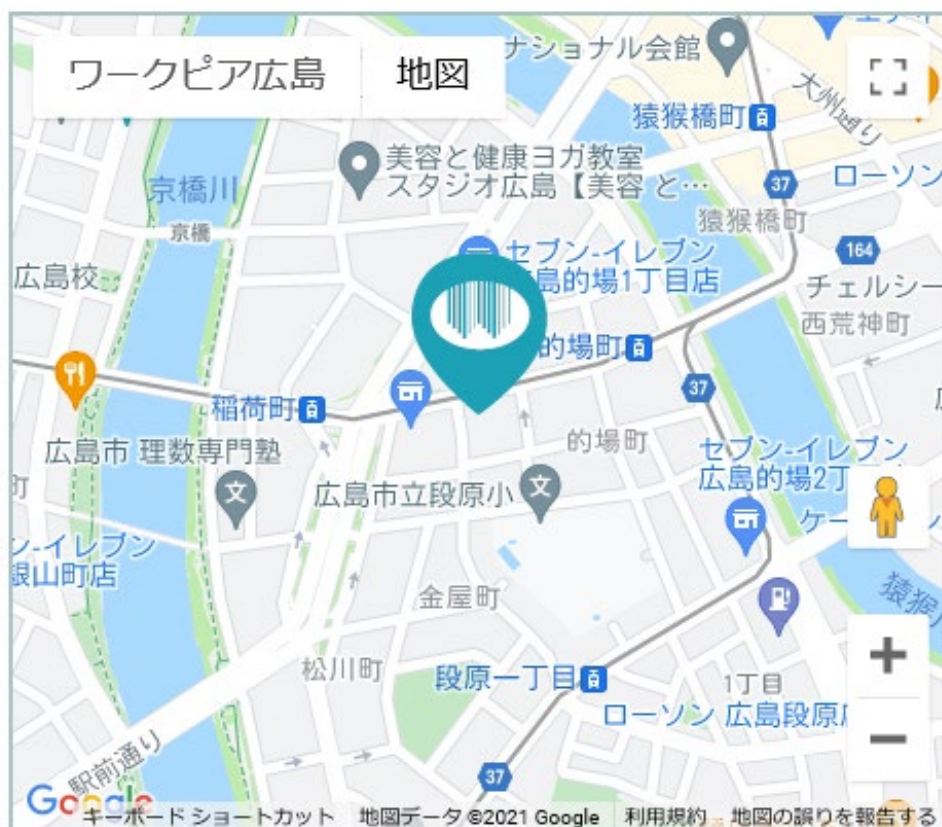 ワークピア広島
地図
ナショナル会館
大州通り
猿猴橋町
美容と健康ヨガ教室
スタジオ広島【美容 と…
37
ローソン
京橋川
京橋
猿猴橋町
164
広島校
セブン-イレブン
広島的場1丁目店
チェルシー
西荒神町
的場町
37
稲荷町
的場町
広島市 理数専門塾
セブン-イレブン
広島的場2丁
広島市立段原小
町
ン-イレブン
銀山町店
ケー
金屋町
猿猴
松川町
段原一丁目
1丁目
ローソン 広島段原
駅前通り
37
Google
キーボード ショートカット
地図データ ©2021 Google
利用規約
地図の誤りを報告する